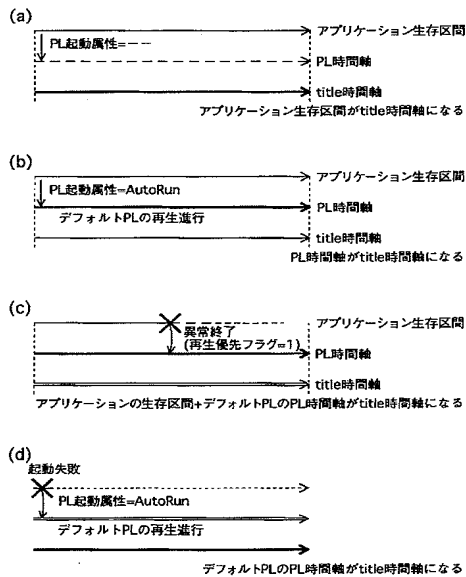 (a)
アプリケーション生存区間
PL起動属性=−−
PL時間軸
title時間軸
アプリケーション生存区間がtitle時間軸になる
(b)
アプリケーション生存区間
PL起動属性=AutoRun
PL時間軸
デフォルトPLの再生進行
title時間軸
PL時間軸がtitle時間軸になる
(c)
アプリケーション生存区間
異常終了
(再生優先フラグ=1)
PL時間軸
title時間軸
アプリケーションの生存区間+デフォルトPLのPL時間軸がtitle時間軸になる
(d)
起動失敗
PL起動属性=AutoRun
デフォルトPLの再生進行
デフォルトPLのPL時間軸がtitle時間軸になる